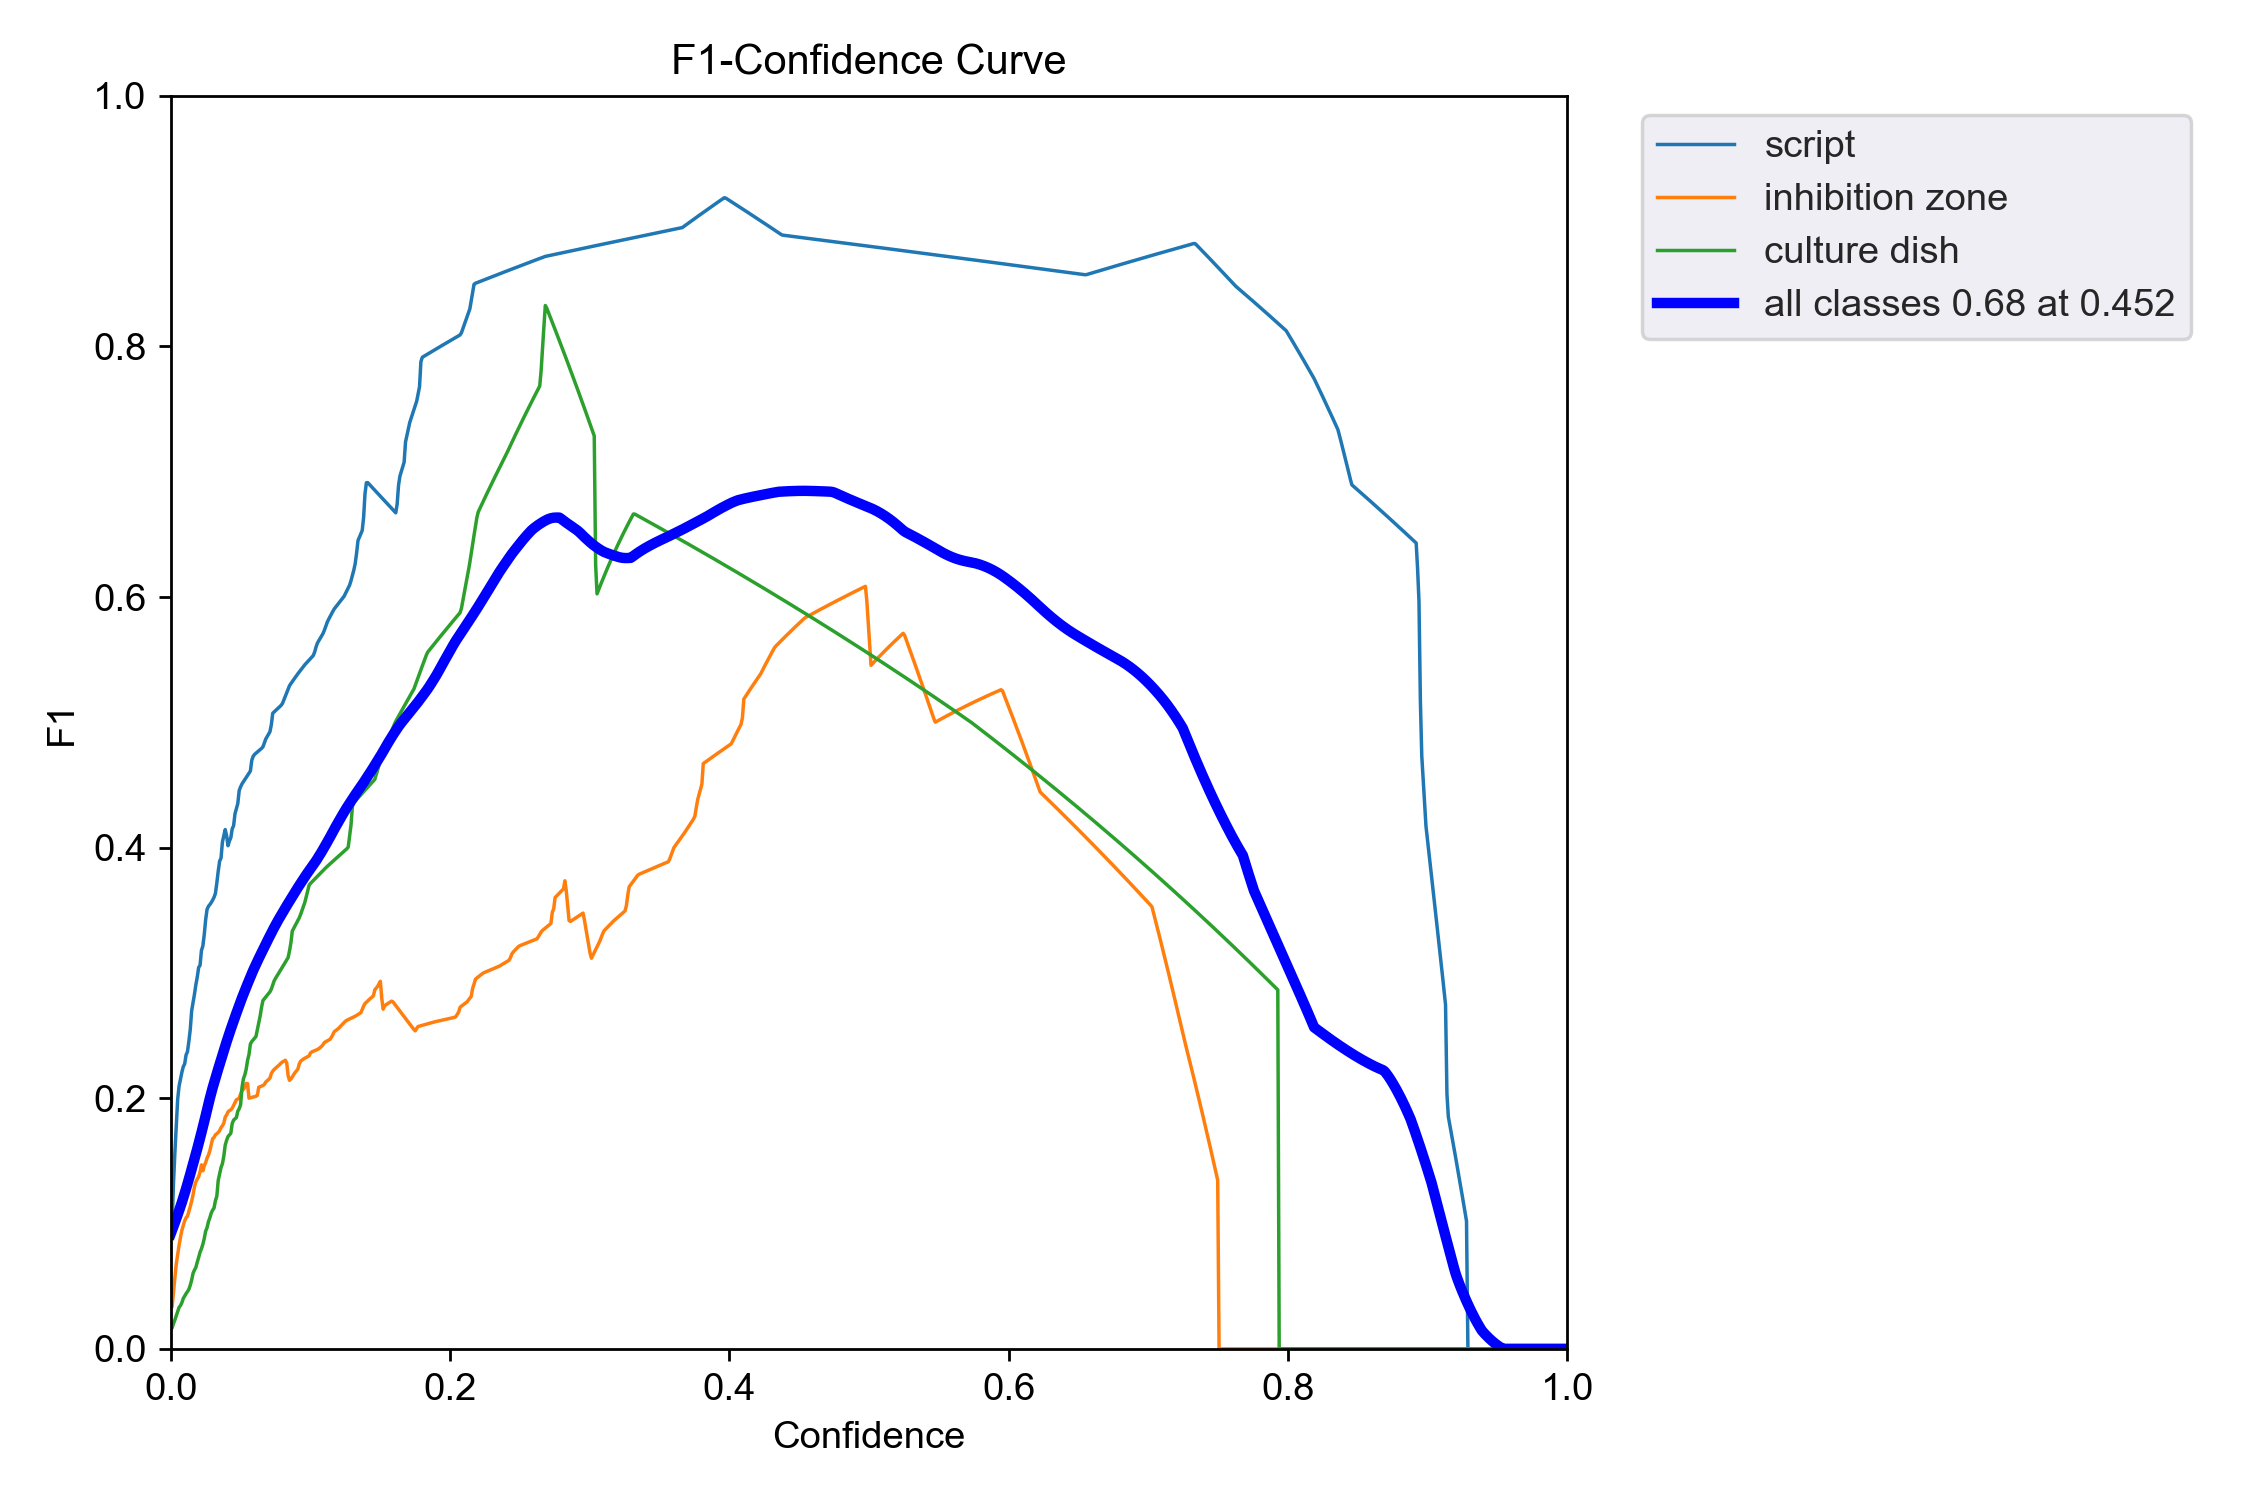 F1-Confidence Curve
1.0
0.8
0.6
0.4
0.2
0.0
F1
0.0 0.2 0.4 0.6 0.8 1.0
Confidence
script
inhibition zone
culture dish
all classes 0.68 at 0.452